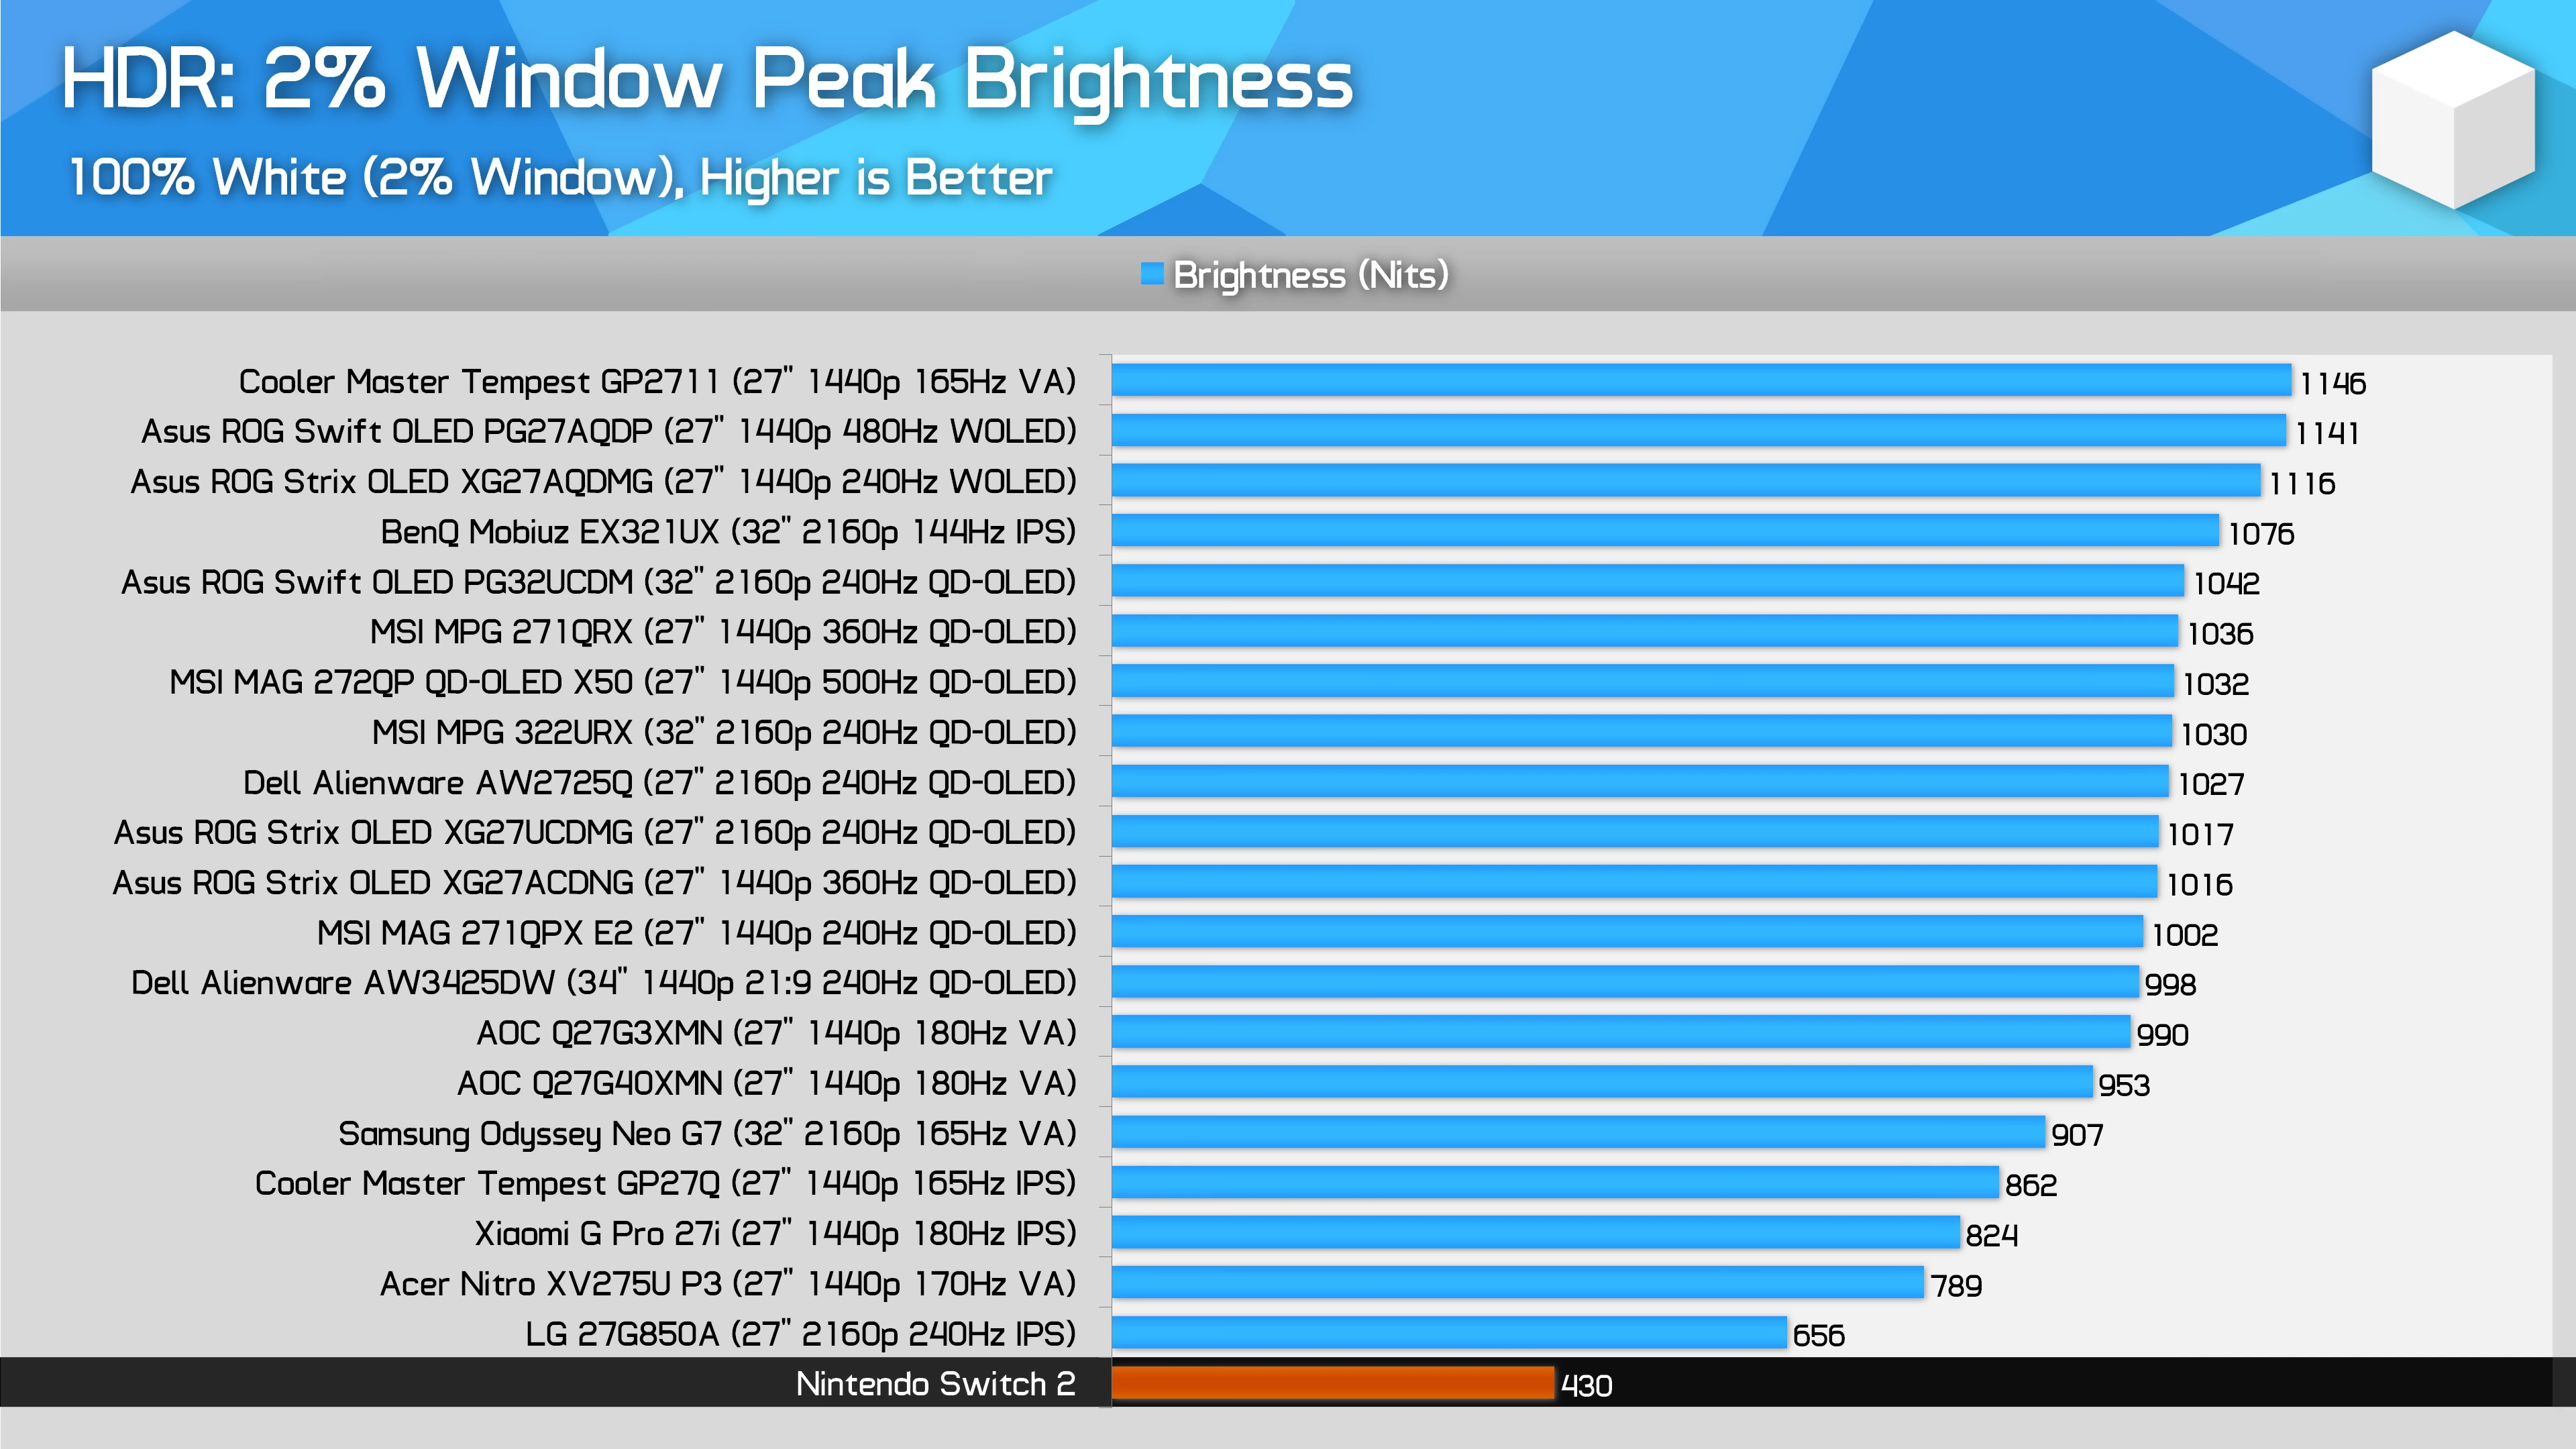 HDR: 2% Window Peak Brightness
100% White (2% Window), Higher is Better
Brightness (Nits)
Cooler Master Tempest GP2711 (27" 1440p 165Hz VA) 1146
Asus ROG Swift OLED PG27AQDP (27" 1440p 480Hz WOLED) 1141
Asus ROG Strix OLED XG27AQDMG (27" 1440p 240Hz WOLED) 1116
BenQ Mobiuz EX321UX (32" 2160p 144Hz IPS) 1076
Asus ROG Swift OLED PG32UCDM (32" 2160p 240Hz QD-OLED) 1042
MSI MPG 271QRX (27" 1440p 360Hz QD-OLED) 1036
MSI MAG 272QP QD-OLED X50 (27" 1440p 500Hz QD-OLED) 1032
MSI MPG 322URX (32" 2160p 240Hz QD-OLED) 1030
Dell Alienware AW2725Q (27" 2160p 240Hz QD-OLED) 1027
Asus ROG Strix OLED XG27UCDMG (27" 2160p 240Hz QD-OLED) 1017
Asus ROG Strix OLED XG27ACDNG (27" 1440p 360Hz QD-OLED) 1016
MSI MAG 271QPX E2 (27" 1440p 240Hz QD-OLED) 1002
Dell Alienware AW3425DW (34" 1440p 21:9 240Hz QD-OLED) 998
AOC Q27G3XMN (27" 1440p 180Hz VA) 990
AOC Q27G40XMN (27" 1440p 180Hz VA) 953
Samsung Odyssey Neo G7 (32" 2160p 165Hz VA) 907
Cooler Master Tempest GP27Q (27" 1440p 165Hz IPS) 862
Xiaomi G Pro 27i (27" 1440p 180Hz IPS) 824
Acer Nitro XV275U P3 (27" 1440p 170Hz VA) 789
LG 27G850A (27" 2160p 240Hz IPS) 656
Nintendo Switch 2 430